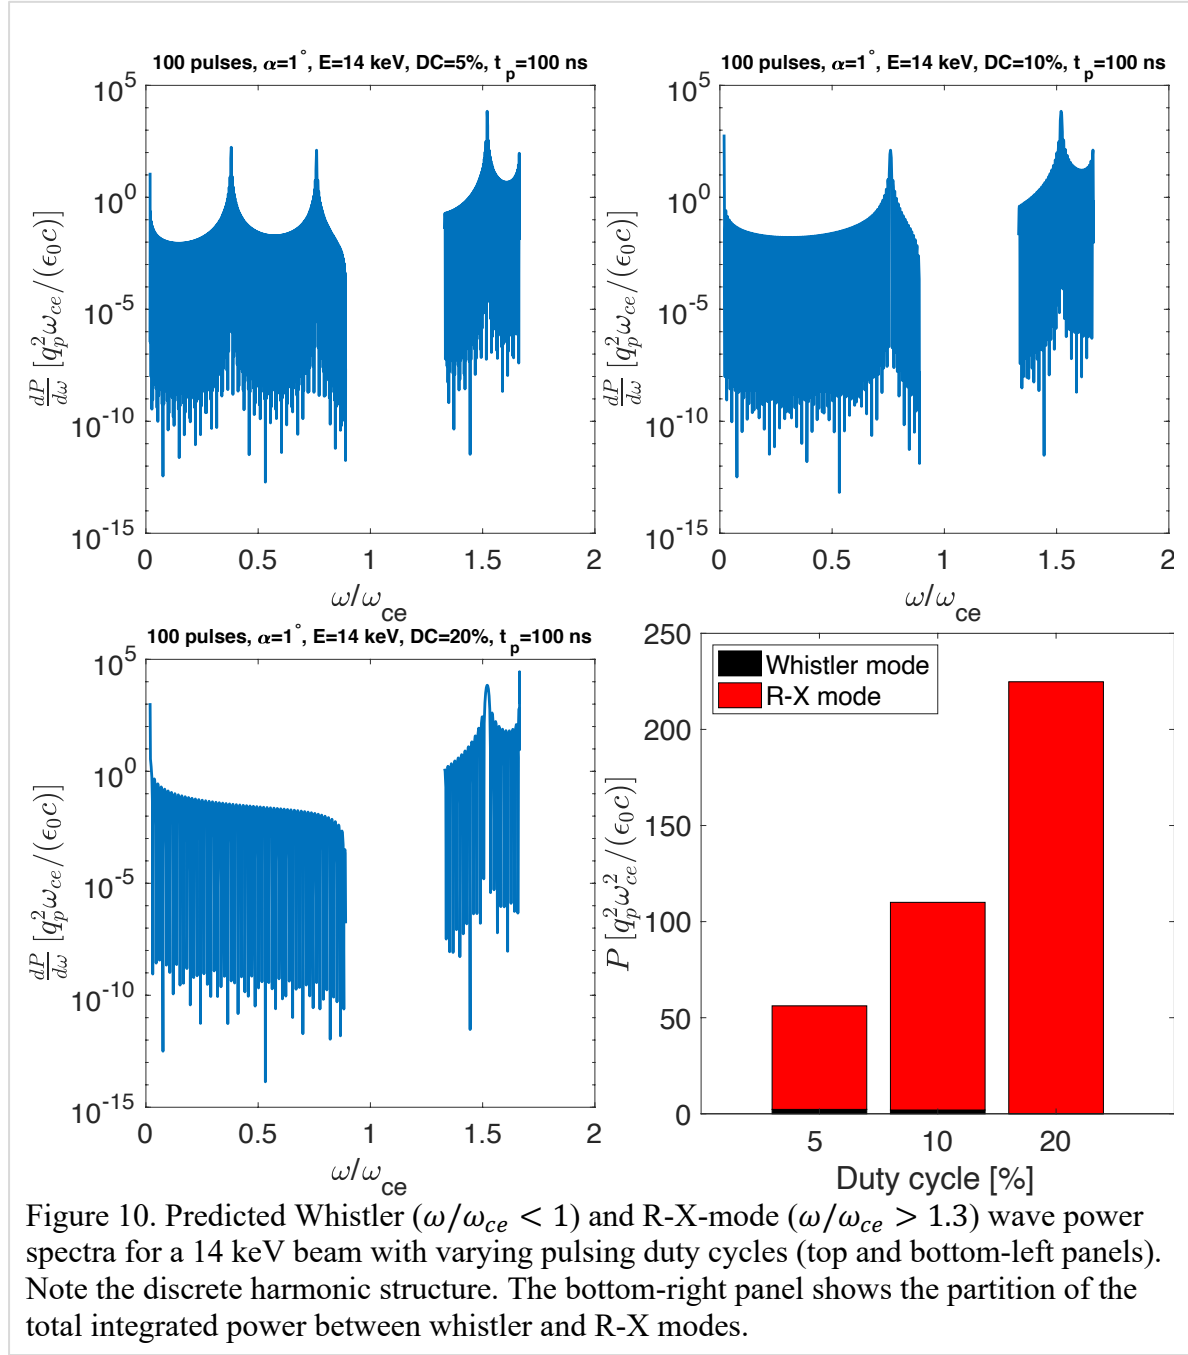 100 pulses, α=1°, E=14 keV, DC=5%, t_p=100 ns
10^5
10^0
10^-5
10^-10
10^-15
dP/dω [q_p^2 ω_ce/(ϵ_0 c)]
0 0.5 1 1.5 2
ω/ω_ce
100 pulses, α=1°, E=14 keV, DC=10%, t_p=100 ns
10^5
10^0
10^-5
10^-10
10^-15
dP/dω [q_p^2 ω_ce/(ϵ_0 c)]
0 0.5 1 1.5 2
ω/ω_ce
100 pulses, α=1°, E=14 keV, DC=20%, t_p=100 ns
10^5
10^0
10^-5
10^-10
10^-15
dP/dω [q_p^2 ω_ce/(ϵ_0 c)]
0 0.5 1 1.5 2
ω/ω_ce
250
200
150
100
50
0
P [q_p^2 ω_ce^2/(ϵ_0 c)]
Whistler mode
R-X mode
5 10 20
Duty cycle [%]
Figure 10. Predicted Whistler (ω/ω_ce < 1) and R-X-mode (ω/ω_ce > 1.3) wave power
spectra for a 14 keV beam with varying pulsing duty cycles (top and bottom-left panels).
Note the discrete harmonic structure. The bottom-right panel shows the partition of the
total integrated power between whistler and R-X modes.